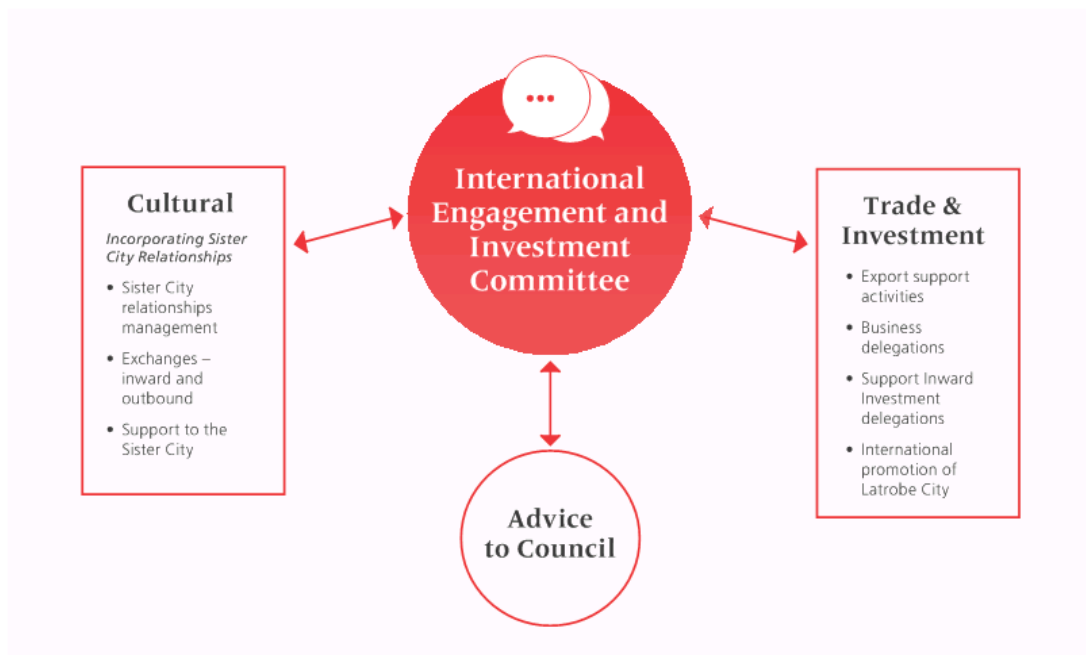 International
Engagement and
Investment
Committee
Cultural
Incorporating Sister
City Relationships
• Sister City
relationships
management
• Exchanges –
inward and
outbound
• Support to the
Sister City
Trade &
Investment
• Export support
activities
• Business
delegations
• Support Inward
Investment
delegations
• International
promotion of
Latrobe City
Advice
to Council